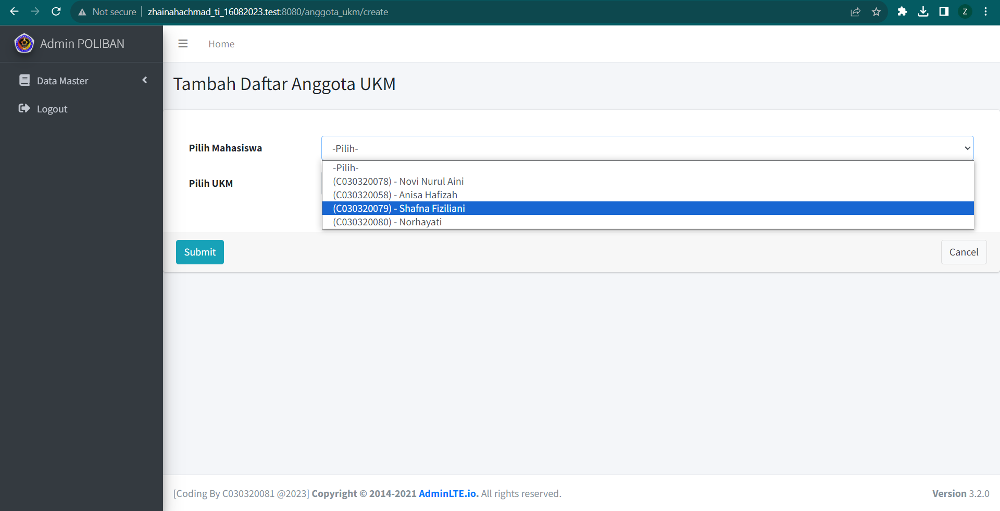 Not secure | zhainahachmad_ti_16082023.test:8080/anggota_ukm/create
Z
Admin POLIBAN
Home
Data Master
Logout
Tambah Daftar Anggota UKM
Pilih Mahasiswa
-Pilih-
-Pilih-
(C030320078) - Novi Nurul Aini
(C030320058) - Anisa Hafizah
(C030320079) - Shafna Fiziliani
(C030320080) - Norhayati
Pilih UKM
Submit
Cancel
[Coding By C030320081 @2023] Copyright © 2014-2021 AdminLTE.io. All rights reserved.
Version 3.2.0